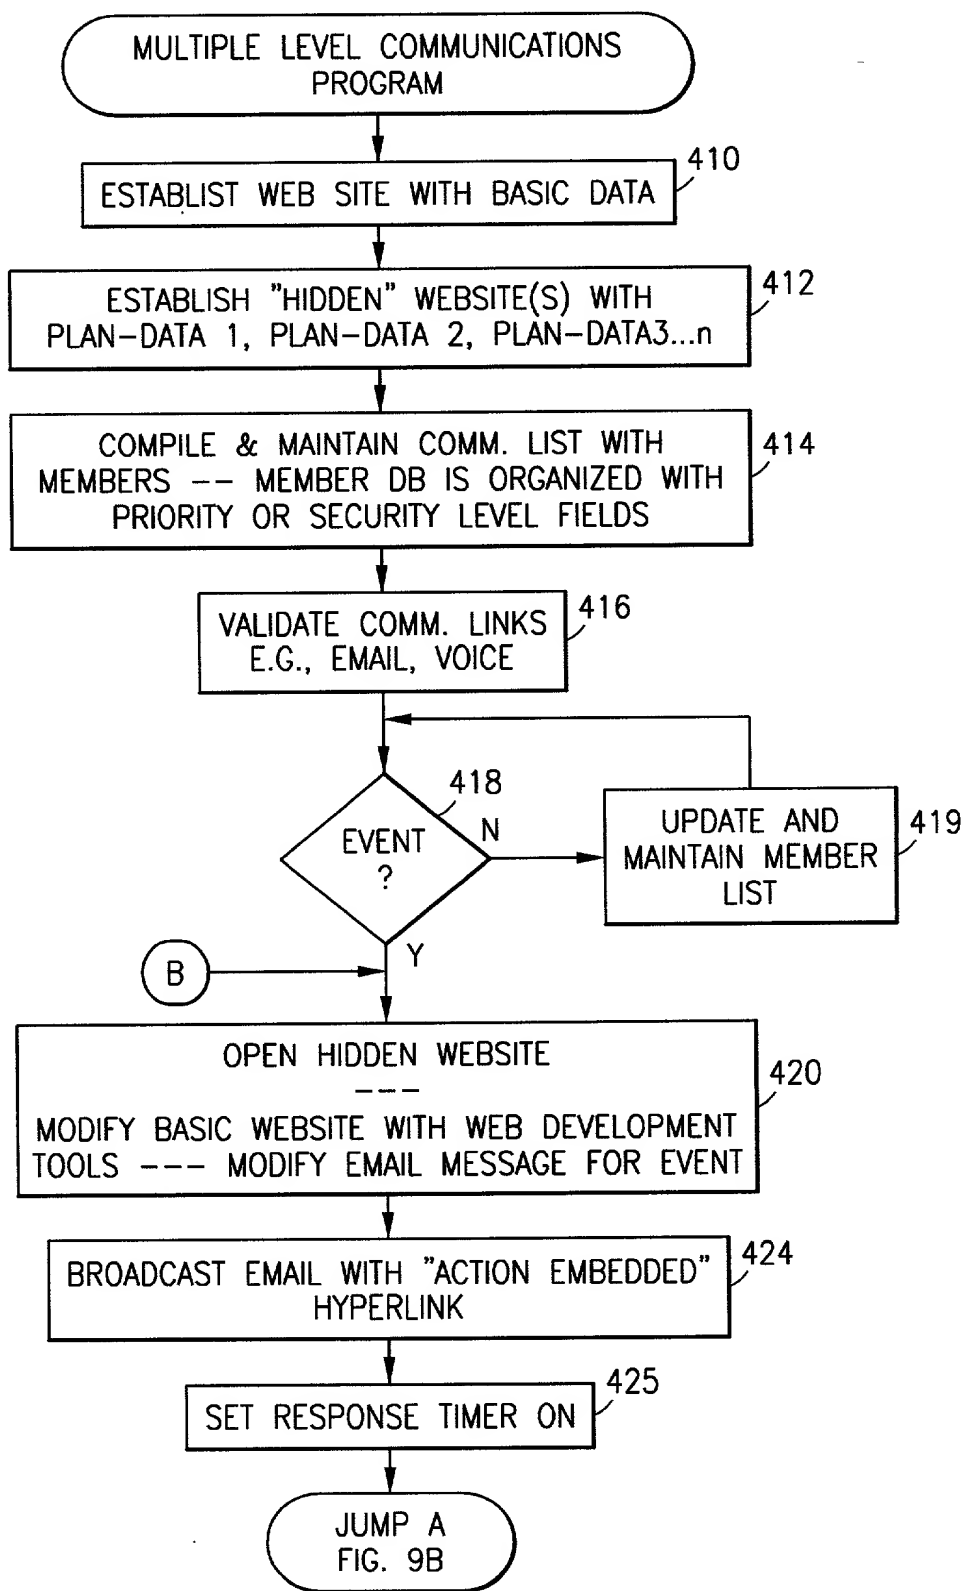 MULTIPLE LEVEL COMMUNICATIONS
PROGRAM
410
ESTABLIST WEB SITE WITH BASIC DATA
412
ESTABLISH "HIDDEN" WEBSITE(S) WITH
PLAN-DATA 1, PLAN-DATA 2, PLAN-DATA3...n
414
COMPILE & MAINTAIN COMM. LIST WITH
MEMBERS -- MEMBER DB IS ORGANIZED WITH
PRIORITY OR SECURITY LEVEL FIELDS
416
VALIDATE COMM. LINKS
E.G., EMAIL, VOICE
418
EVENT
?
N
419
UPDATE AND
MAINTAIN MEMBER
LIST
Y
B
420
OPEN HIDDEN WEBSITE
---
MODIFY BASIC WEBSITE WITH WEB DEVELOPMENT
TOOLS --- MODIFY EMAIL MESSAGE FOR EVENT
424
BROADCAST EMAIL WITH "ACTION EMBEDDED"
HYPERLINK
425
SET RESPONSE TIMER ON
JUMP A
FIG. 9B